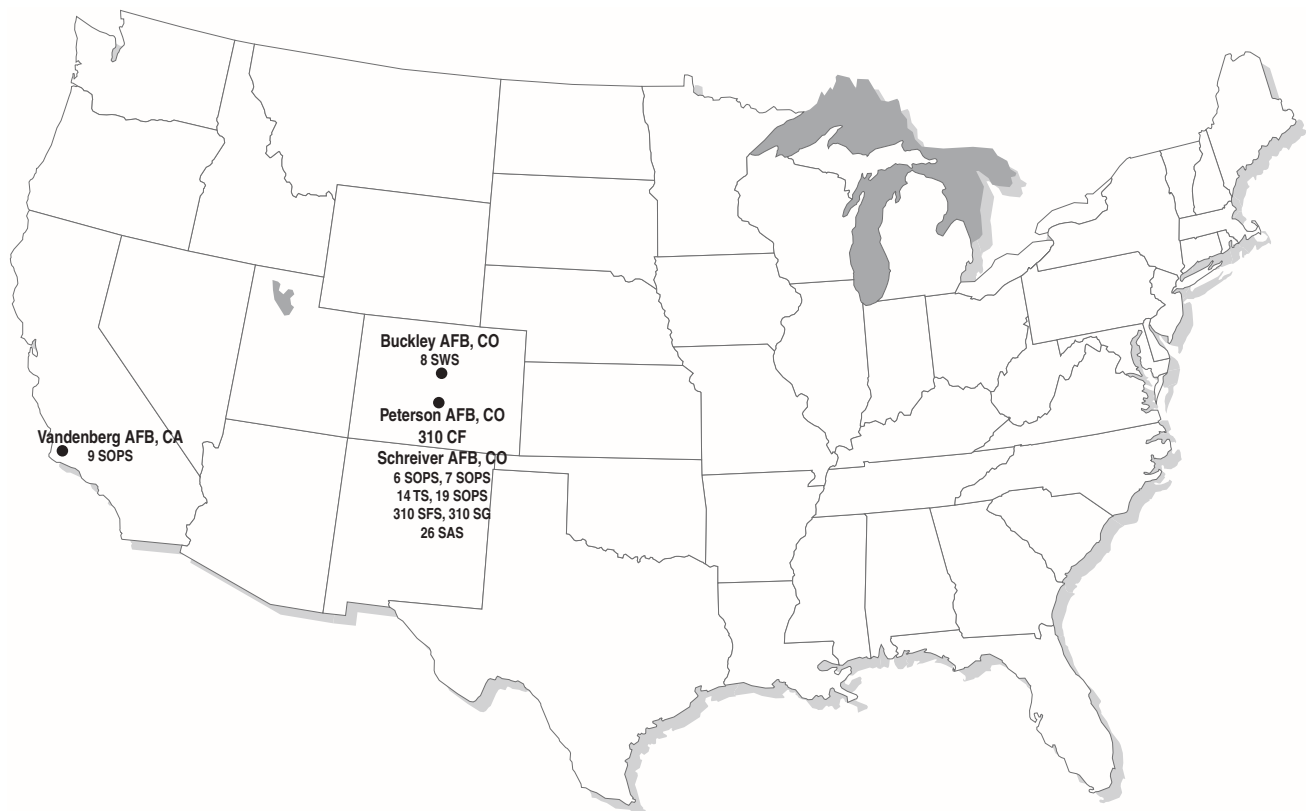 Buckley AFB, CO
8 SWS
Peterson AFB, CO
310 CF
Vandenberg AFB, CA
9 SOPS
Schreiver AFB, CO
6 SOPS, 7 SOPS
14 TS, 19 SOPS
310 SFS, 310 SG
26 SAS